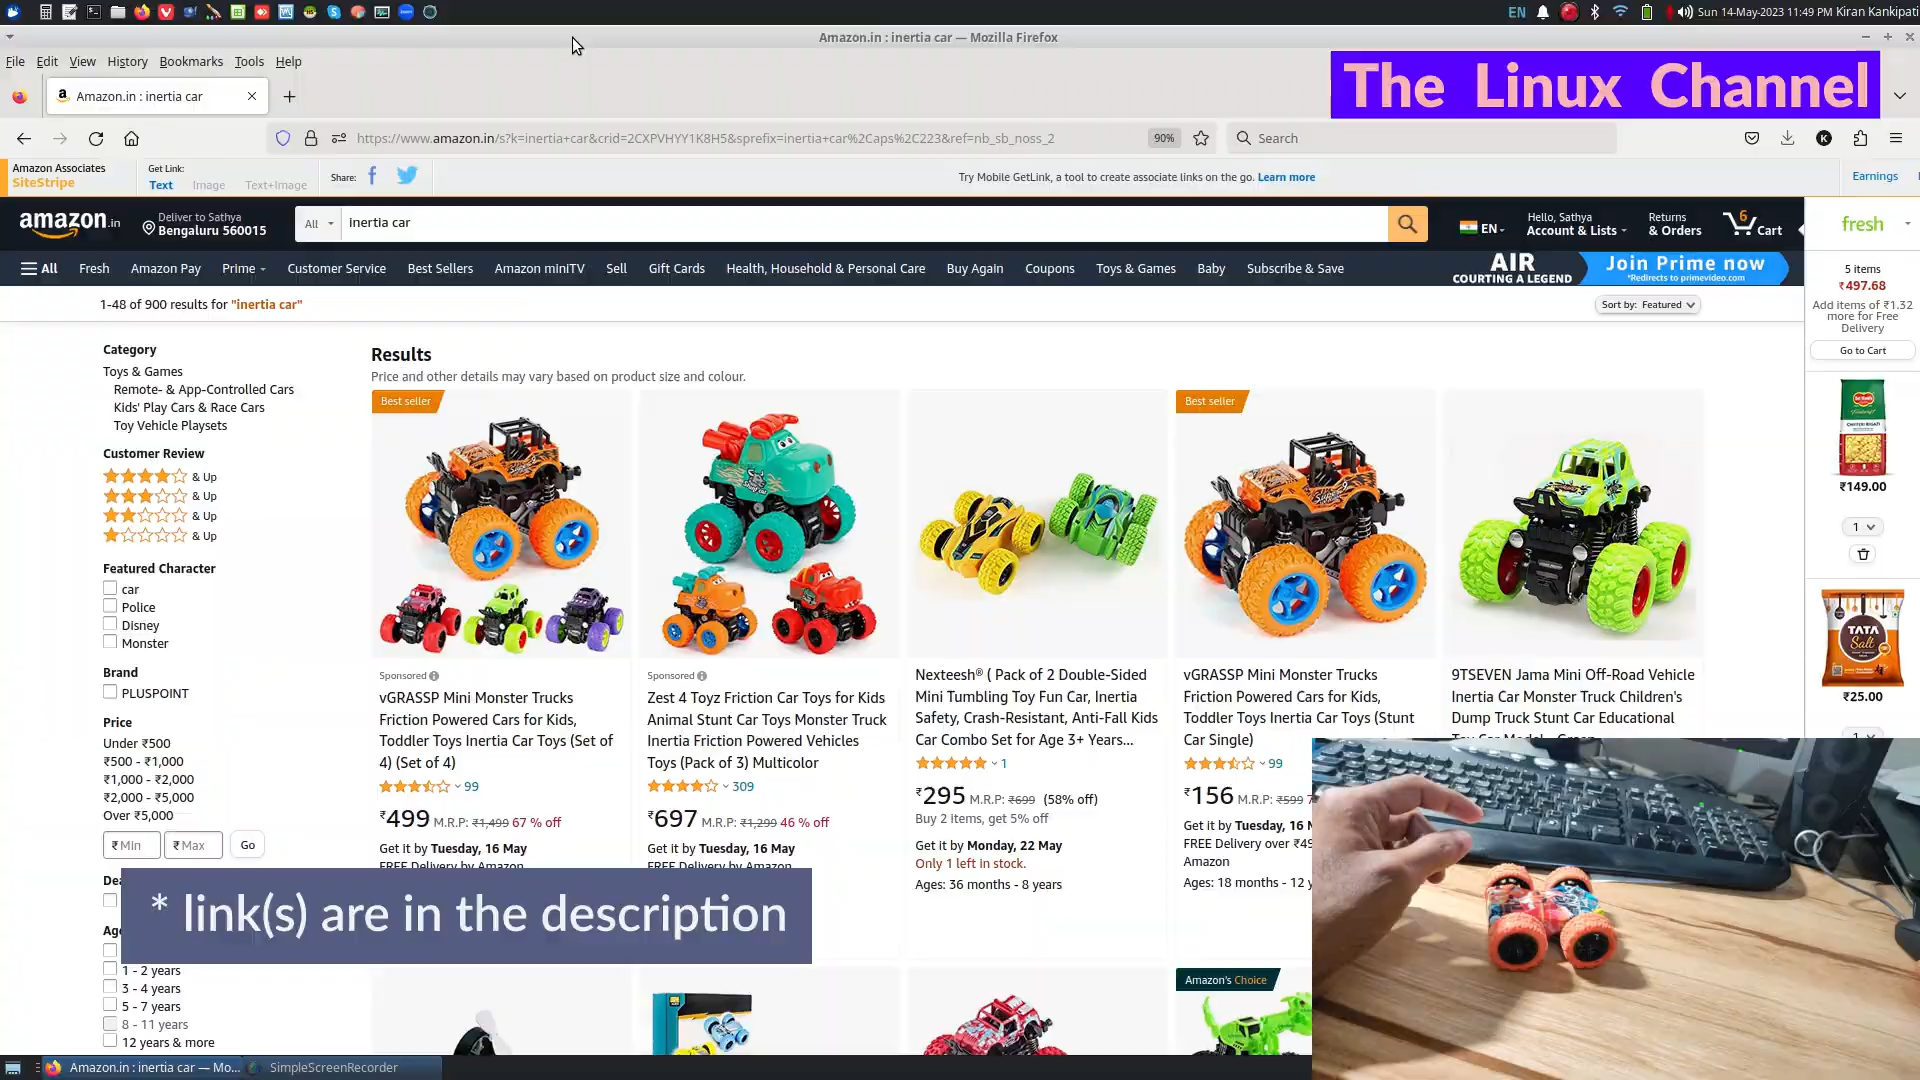 EN
Sun 14-May-2023 11:49 PM Kiran Kankipati
Amazon.in : inertia car — Mozilla Firefox
File Edit View History Bookmarks Tools Help
The Linux Channel
Amazon.in : inertia car
https://www.amazon.in/s?k=inertia+car&crid=2CXPVHYY1K8H5&sprefix=inertia+car%2Caps%2C223&ref=nb_sb_noss_2
90%
Search
K
Amazon Associates
SiteStripe
Get Link:
Text Image Text+Image
Share:
Try Mobile GetLink, a tool to create associate links on the go. Learn more
Earnings
amazon.in
Deliver to Sathya
Bengaluru 560015
All
inertia car
EN
Hello, Sathya
Account & Lists
Returns
& Orders
6
Cart
fresh
All Fresh Amazon Pay Prime Customer Service Best Sellers Amazon miniTV Sell Gift Cards Health, Household & Personal Care Buy Again Coupons Toys & Games Baby Subscribe & Save
AIR
COURTING A LEGEND
Join Prime now
*Redirects to primevideo.com
5 items
₹497.68
Add items of ₹1.32
more for Free
Delivery
Go to Cart
₹149.00
1
TATA
Salt
₹25.00
1
1-48 of 900 results for "inertia car"
Sort by: Featured
Category
Toys & Games
Remote- & App-Controlled Cars
Kids' Play Cars & Race Cars
Toy Vehicle Playsets
Customer Review
& Up
& Up
& Up
& Up
Featured Character
car
Police
Disney
Monster
Brand
PLUSPOINT
Price
Under ₹500
₹500 - ₹1,000
₹1,000 - ₹2,000
₹2,000 - ₹5,000
Over ₹5,000
₹ Min ₹ Max Go
1 - 2 years
3 - 4 years
5 - 7 years
8 - 11 years
12 years & more
Results
Price and other details may vary based on product size and colour.
Best seller
Sponsored
vGRASSP Mini Monster Trucks
Friction Powered Cars for Kids,
Toddler Toys Inertia Car Toys (Set of
4) (Set of 4)
99
₹499 M.R.P: ₹1,499 67 % off
Get it by Tuesday, 16 May
FREE Delivery by Amazon
Sponsored
Zest 4 Toyz Friction Car Toys for Kids
Animal Stunt Car Toys Monster Truck
Inertia Friction Powered Vehicles
Toys (Pack of 3) Multicolor
309
₹697 M.R.P: ₹1,299 46 % off
Get it by Tuesday, 16 May
FREE Delivery by Amazon
Nexteesh® ( Pack of 2 Double-Sided
Mini Tumbling Toy Fun Car, Inertia
Safety, Crash-Resistant, Anti-Fall Kids
Car Combo Set for Age 3+ Years...
1
₹295 M.R.P: ₹699 (58% off)
Buy 2 items, get 5% off
Get it by Monday, 22 May
Only 1 left in stock.
Ages: 36 months - 8 years
Best seller
vGRASSP Mini Monster Trucks
Friction Powered Cars for Kids,
Toddler Toys Inertia Car Toys (Stunt
Car Single)
99
₹156 M.R.P: ₹599
Get it by Tuesday, 16
FREE Delivery over
Amazon
Ages: 18 months - 12
9TSEVEN Jama Mini Off-Road Vehicle
Inertia Car Monster Truck Children's
Dump Truck Stunt Car Educational
* link(s) are in the description
Amazon's Choice
Amazon.in : inertia car — Mo...
SimpleScreenRecorder